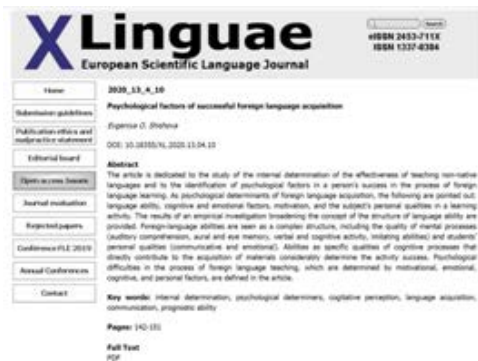 XLinguae
European Scientific Language Journal
Search
eISSN 2453-711X
ISSN 1337-8384
Home
Submission guidelines
Publication ethics and
malpractice statement
Editorial board
Open access Issues
Journal evaluation
Rejected papers
Conference FLE 2019
Annual Conferences
Contact
2020_13_4_10
Psychological factors of successful foreign language acquisition
Evgeniya O. Shishova
DOI: 10.18355/XL.2020.13.04.10
Abstract
The article is dedicated to the study of the internal determination of the effectiveness of teaching non-native
languages and to the identification of psychological factors in a person's success in the process of foreign
language learning. As psychological determinants of foreign language acquisition, the following are pointed out:
language ability, cognitive and emotional factors, motivation, and the subject's personal qualities in a learning
activity. The results of an empirical investigation broadening the concept of the structure of language ability are
provided. Foreign-language abilities are seen as a complex structure, including the quality of mental processes
(auditory comprehension, aural and eye memory, verbal and cognitive activity, imitating abilities) and students'
personal qualities (communicative and emotional). Abilities as specific qualities of cognitive processes that
directly contribute to the acquisition of materials considerably determine the activity success. Psychological
difficulties in the process of foreign language teaching, which are determined by motivational, emotional,
cognitive, and personal factors, are defined in the article.
Key words: internal determination, psychological determiners, cogitative perception, language acquisition,
communication, prognostic ability
Pages: 142-151
Full Text
PDF